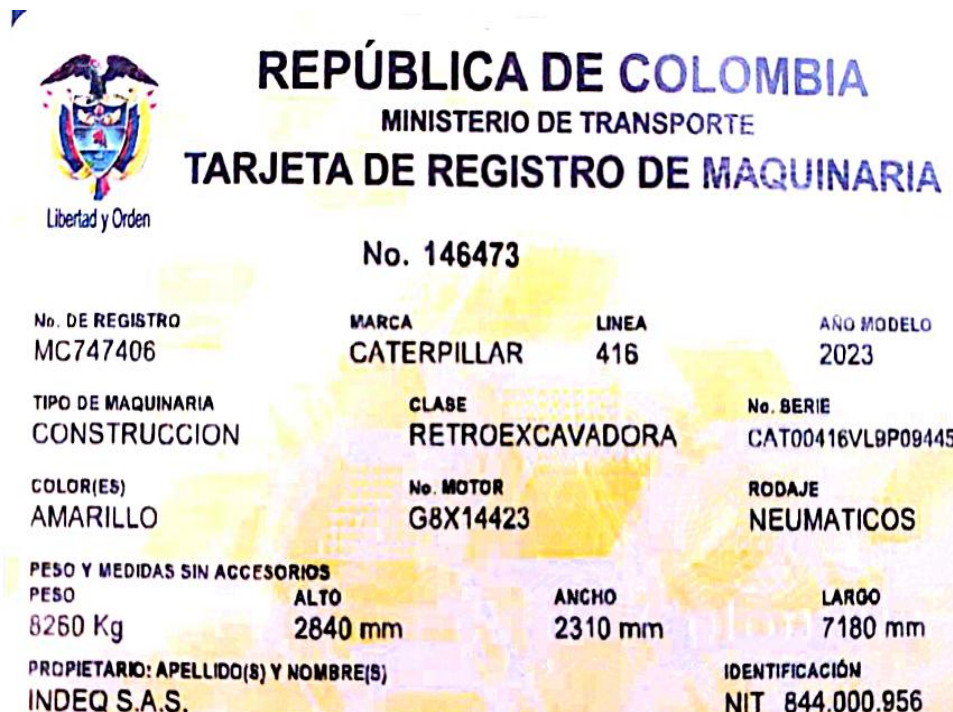 REPÚBLICA DE COLOMBIA
MINISTERIO DE TRANSPORTE
TARJETA DE REGISTRO DE MAQUINARIA
Libertad y Orden
No. 146473
No. DE REGISTRO MARCA LINEA AÑO MODELO
MC747406 CATERPILLAR 416 2023
TIPO DE MAQUINARIA CLASE No. SERIE
CONSTRUCCION RETROEXCAVADORA CAT00416VL9P09445
COLOR(ES) No. MOTOR RODAJE
AMARILLO G8X14423 NEUMATICOS
PESO Y MEDIDAS SIN ACCESORIOS
PESO ALTO ANCHO LARGO
8260 Kg 2840 mm 2310 mm 7180 mm
PROPIETARIO: APELLIDO(S) Y NOMBRE(S) IDENTIFICACIÓN
INDEQ S.A.S. NIT 844.000.956